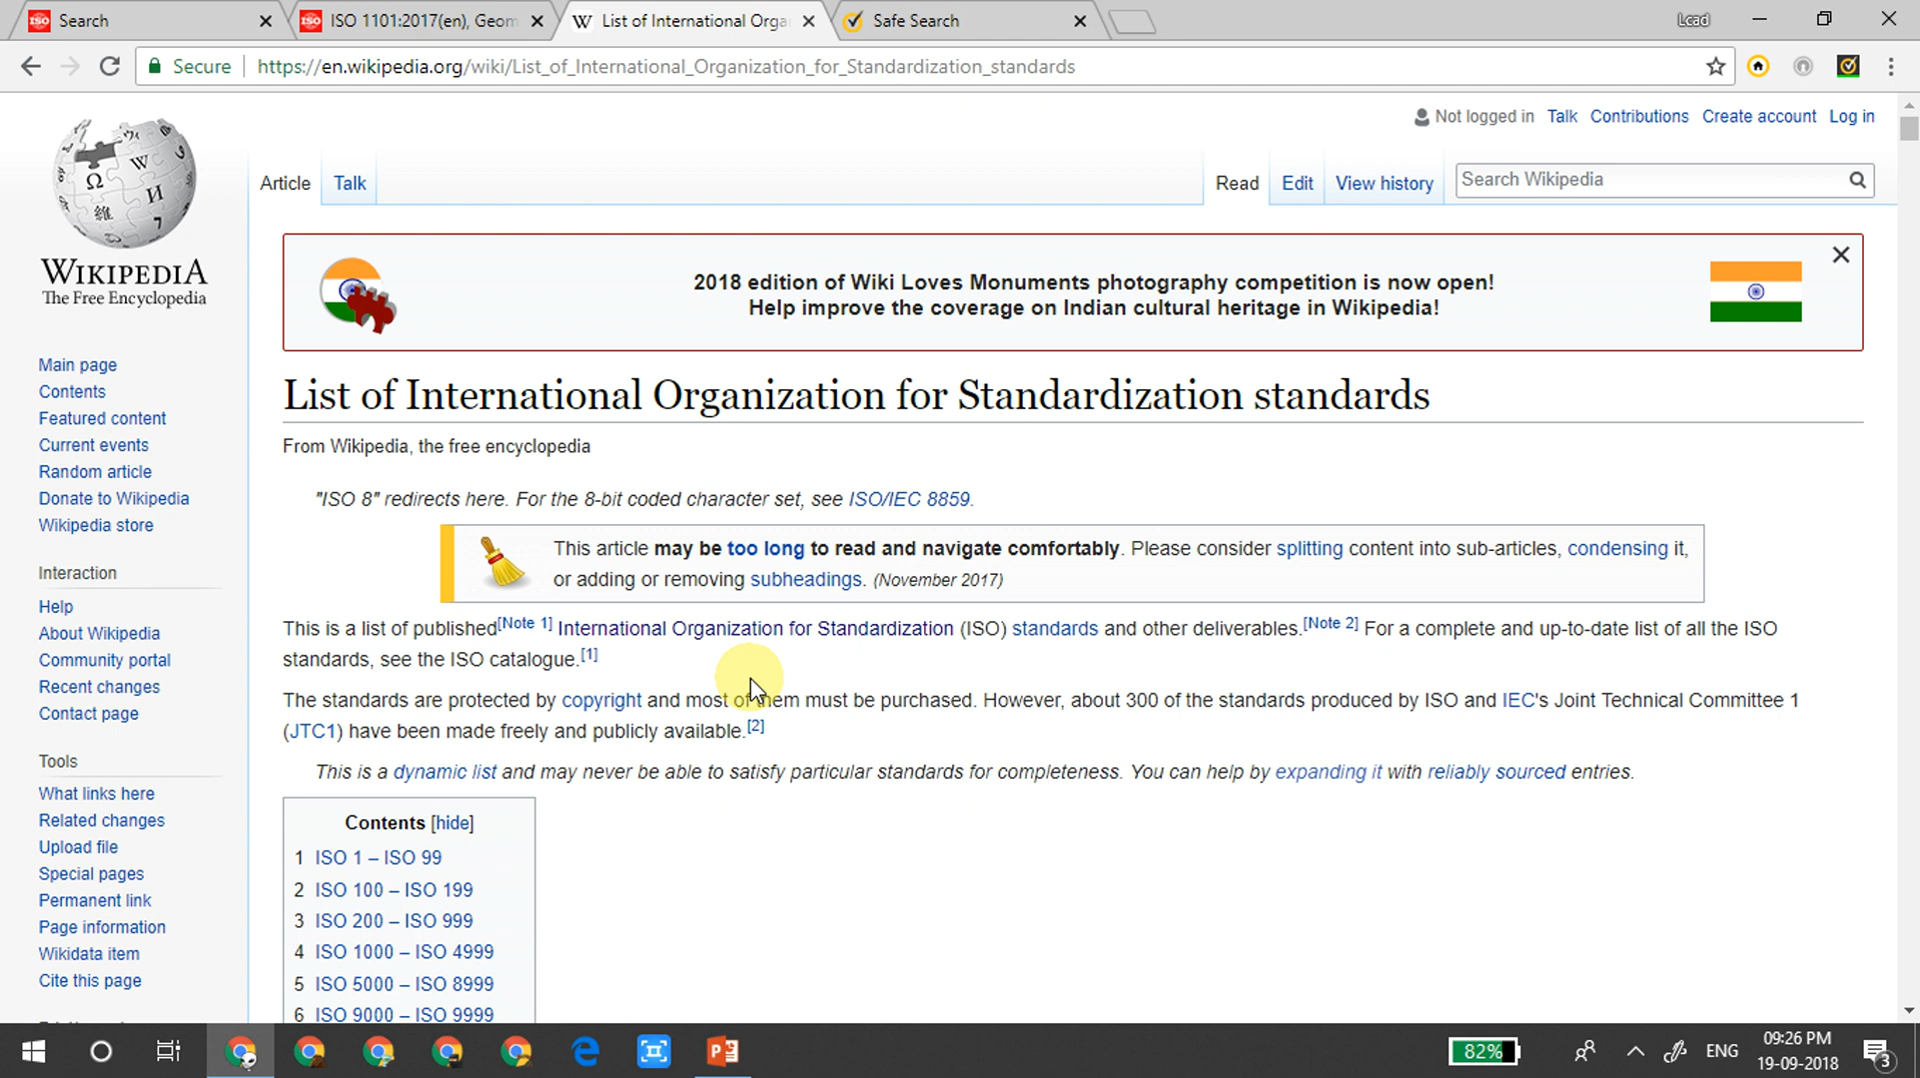 Search
ISO 1101:2017(en), Geom
List of International Orga
Safe Search
Lcad
Secure
https://en.wikipedia.org/wiki/List_of_International_Organization_for_Standardization_standards
Not logged in Talk Contributions Create account Log in
Article Talk
Read Edit View history
Search Wikipedia
WIKIPEDIA
The Free Encyclopedia
2018 edition of Wiki Loves Monuments photography competition is now open!
Help improve the coverage on Indian cultural heritage in Wikipedia!
Main page
Contents
Featured content
Current events
Random article
Donate to Wikipedia
Wikipedia store
Interaction
Help
About Wikipedia
Community portal
Recent changes
Contact page
Tools
What links here
Related changes
Upload file
Special pages
Permanent link
Page information
Wikidata item
Cite this page
List of International Organization for Standardization standards
From Wikipedia, the free encyclopedia
"ISO 8" redirects here. For the 8-bit coded character set, see ISO/IEC 8859.
This article may be too long to read and navigate comfortably. Please consider splitting content into sub-articles, condensing it,
or adding or removing subheadings. (November 2017)
This is a list of published[Note 1] International Organization for Standardization (ISO) standards and other deliverables.[Note 2] For a complete and up-to-date list of all the ISO
standards, see the ISO catalogue.[1]
The standards are protected by copyright and most of them must be purchased. However, about 300 of the standards produced by ISO and IEC's Joint Technical Committee 1
(JTC1) have been made freely and publicly available.[2]
This is a dynamic list and may never be able to satisfy particular standards for completeness. You can help by expanding it with reliably sourced entries.
Contents [hide]
1 ISO 1 – ISO 99
2 ISO 100 – ISO 199
3 ISO 200 – ISO 999
4 ISO 1000 – ISO 4999
5 ISO 5000 – ISO 8999
6 ISO 9000 – ISO 9999
82%
ENG
09:26 PM
19-09-2018
3